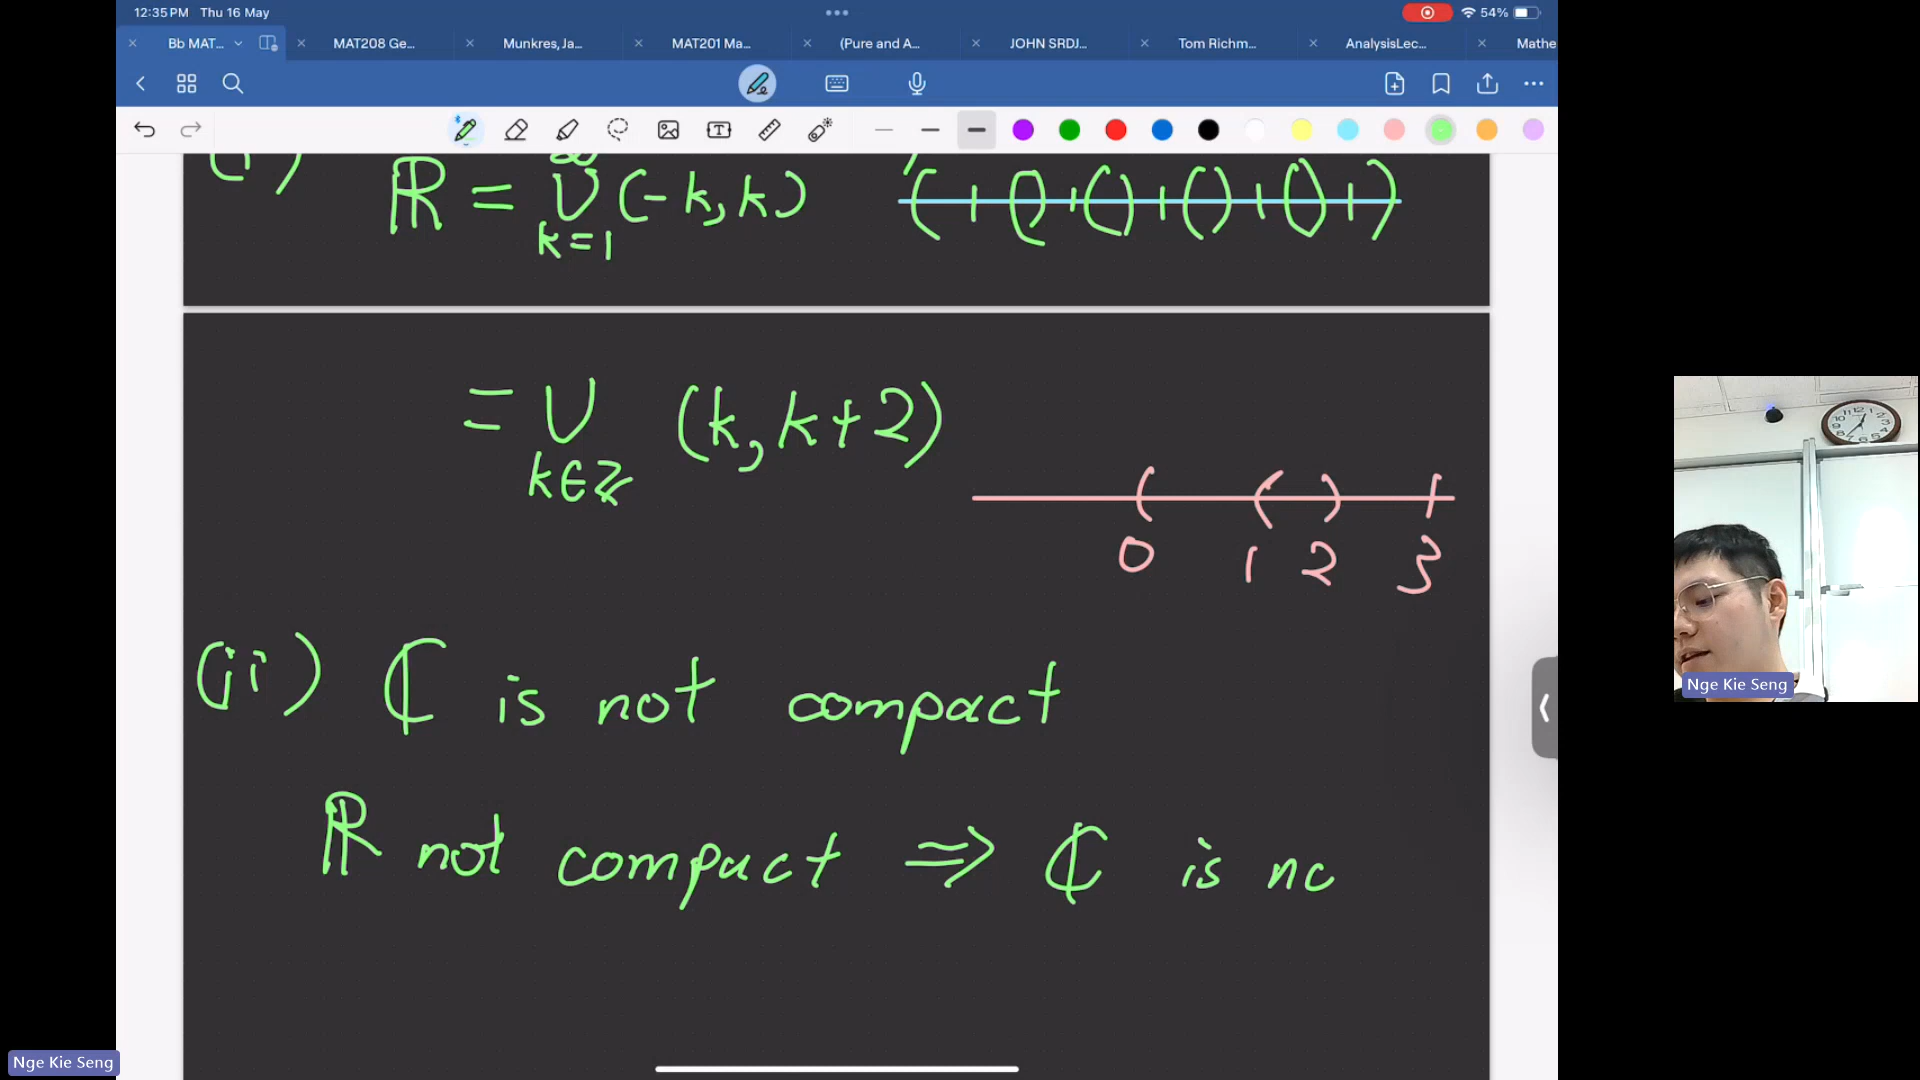 12:35 PM Thu 16 May
54%
Bb MAT...
MAT208 Ge...
Munkres, Ja...
MAT201 Ma...
(Pure and A...
JOHN SRDJ...
Tom Richm...
AnalysisLec...
Mathe
(i)
∞
ℝ = ∪ (-k, k)
k=1
= ∪ (k, k+2)
k∈ℤ
0 1 2 3
(ii) ℂ is not compact
ℝ not compact ⇒ ℂ is no
Nge Kie Seng
Nge Kie Seng